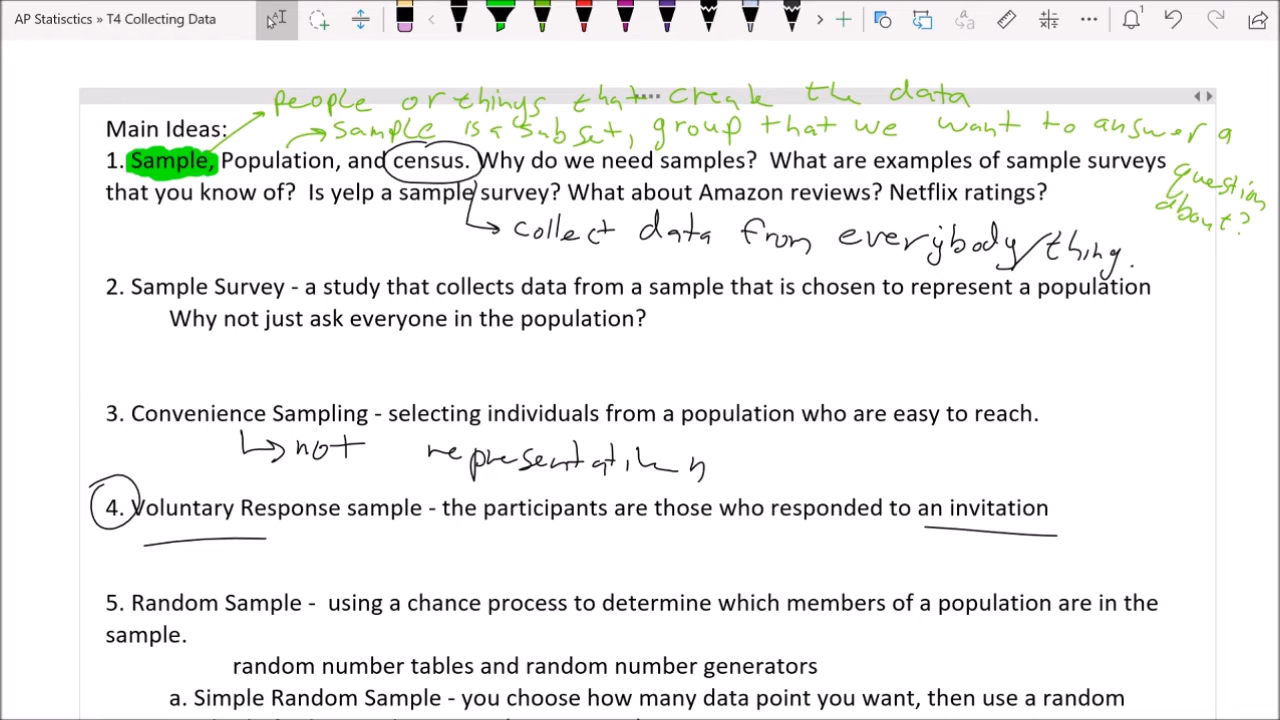 AP Statistics » T4 Collecting Data
people or things that create the data
Main Ideas:
sample is a subset, group that we want to answer a
question
about?
1. Sample, Population, and census. Why do we need samples? What are examples of sample surveys
that you know of? Is yelp a sample survey? What about Amazon reviews? Netflix ratings?
collect data from everybody/thing.
2. Sample Survey - a study that collects data from a sample that is chosen to represent a population
Why not just ask everyone in the population?
3. Convenience Sampling - selecting individuals from a population who are easy to reach.
not
4. Voluntary Response sample - the participants are those who responded to an invitation
5. Random Sample - using a chance process to determine which members of a population are in the
sample.
random number tables and random number generators
a. Simple Random Sample - you choose how many data point you want, then use a random